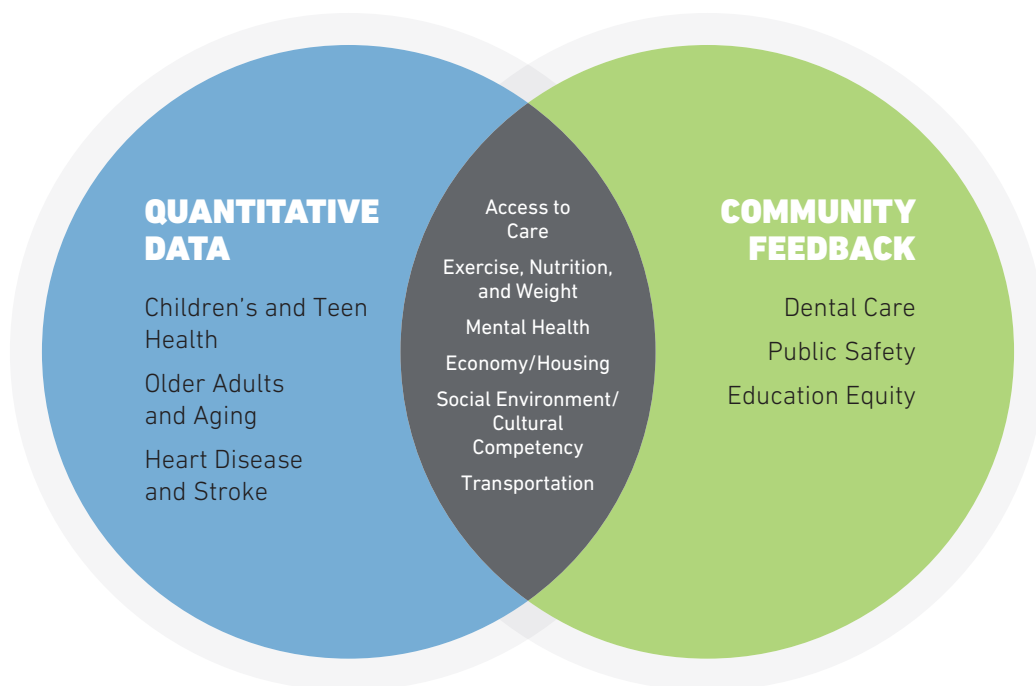 QUANTITATIVE
DATA
Children’s and Teen
Health
Older Adults
and Aging
Heart Disease
and Stroke
Access to
Care
Exercise, Nutrition,
and Weight
Mental Health
Economy/Housing
Social Environment/
Cultural
Competency
Transportation
COMMUNITY
FEEDBACK
Dental Care
Public Safety
Education Equity